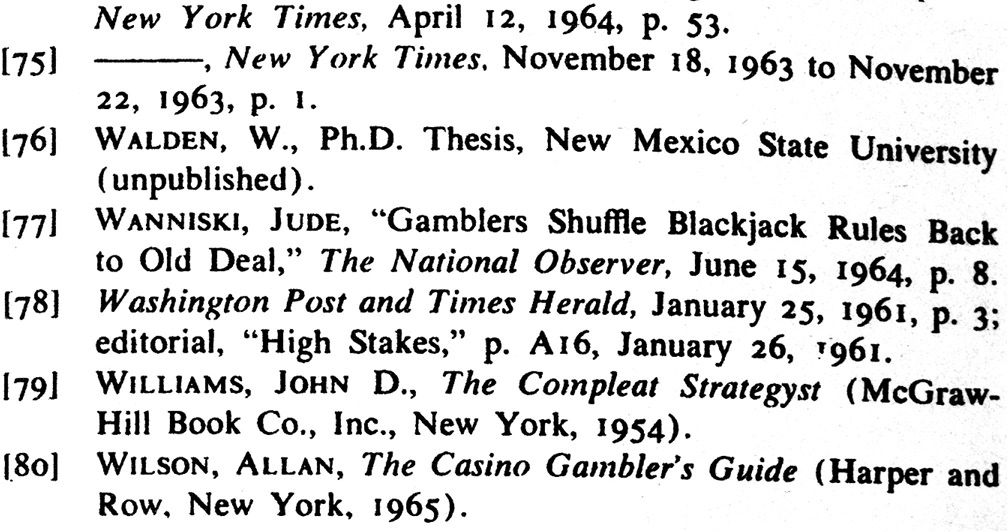 New York Times, April 12, 1964, p. 53.
[75] ———, New York Times, November 18, 1963 to November
22, 1963, p. 1.
[76] WALDEN, W., Ph.D. Thesis, New Mexico State University
(unpublished).
[77] WANNISKI, JUDE, “Gamblers Shuffle Blackjack Rules Back
to Old Deal,” The National Observer, June 15, 1964, p. 8.
[78] Washington Post and Times Herald, January 25, 1961, p. 3;
editorial, “High Stakes,” p. A16, January 26, 1961.
[79] WILLIAMS, JOHN D., The Compleat Strategyst (McGraw-
Hill Book Co., Inc., New York, 1954).
[80] WILSON, ALLAN, The Casino Gambler’s Guide (Harper and
Row, New York, 1965).